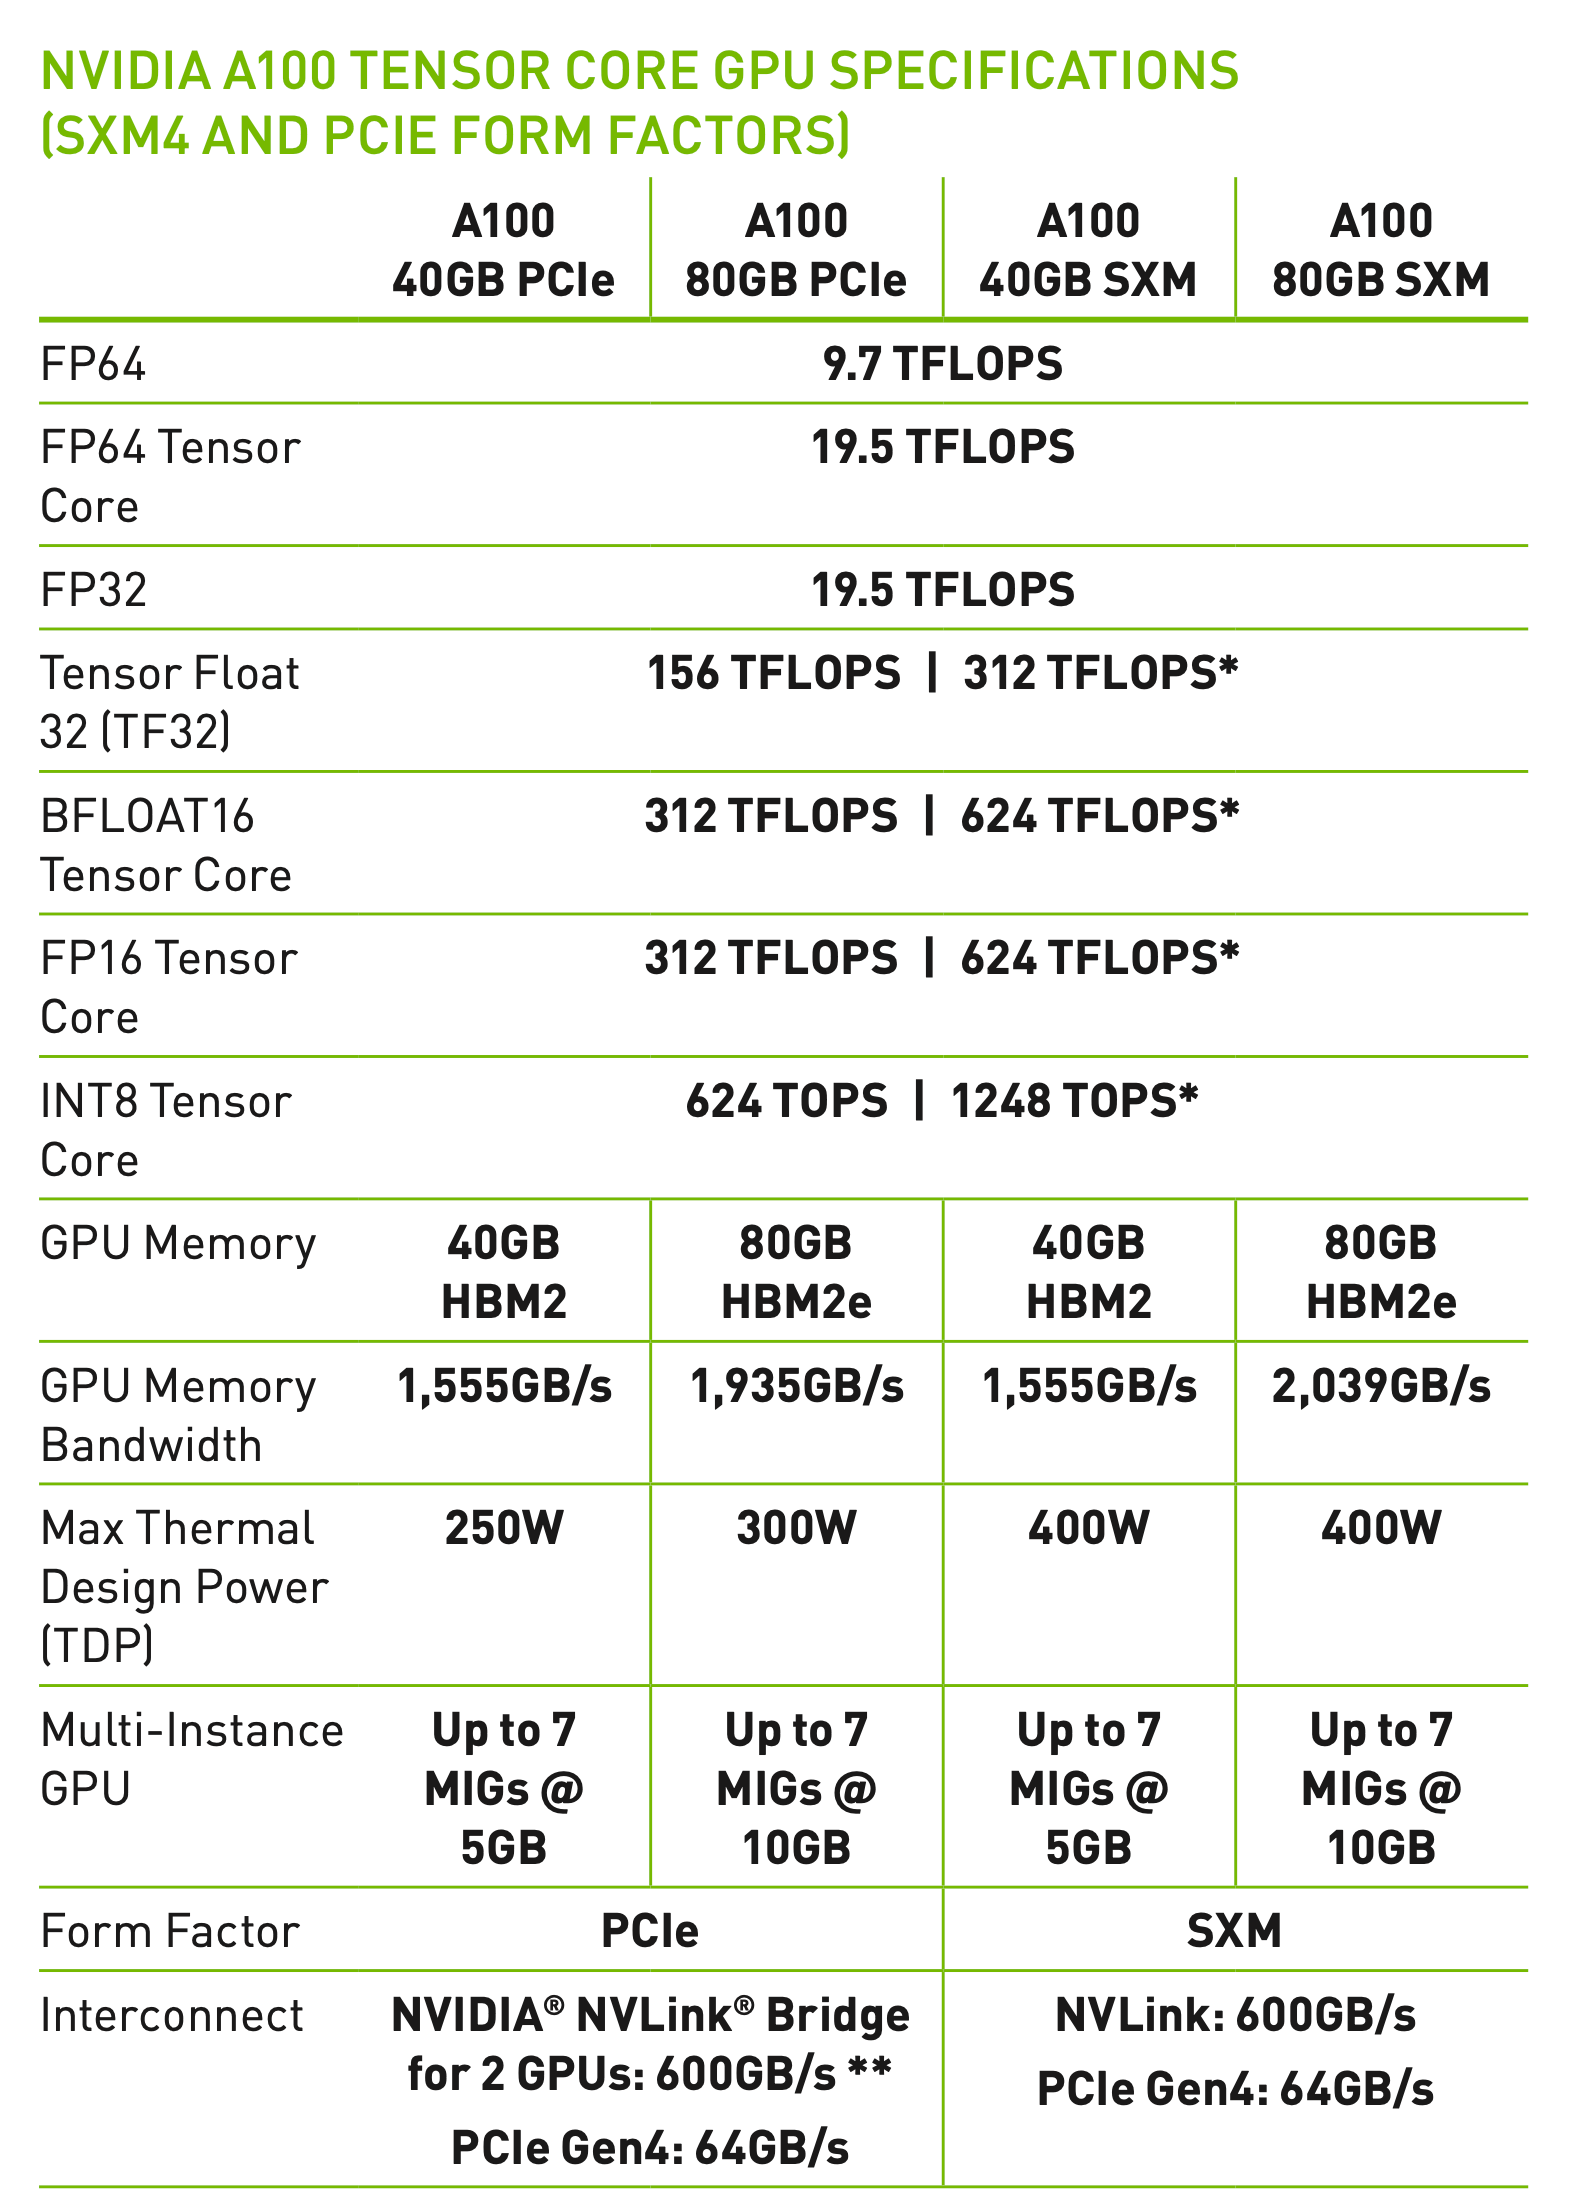 NVIDIA A100 TENSOR CORE GPU SPECIFICATIONS
(SXM4 AND PCIE FORM FACTORS)
A100 40GB PCIe A100 80GB PCIe A100 40GB SXM A100 80GB SXM
FP64 9.7 TFLOPS
FP64 Tensor 19.5 TFLOPS
Core
FP32 19.5 TFLOPS
Tensor Float 156 TFLOPS | 312 TFLOPS*
32 (TF32)
BFLOAT16 312 TFLOPS | 624 TFLOPS*
Tensor Core
FP16 Tensor 312 TFLOPS | 624 TFLOPS*
Core
INT8 Tensor 624 TOPS | 1248 TOPS*
Core
GPU Memory 40GB 80GB 40GB 80GB
HBM2 HBM2e HBM2 HBM2e
GPU Memory 1,555GB/s 1,935GB/s 1,555GB/s 2,039GB/s
Bandwidth
Max Thermal 250W 300W 400W 400W
Design Power
(TDP)
Multi-Instance Up to 7 Up to 7 Up to 7 Up to 7
GPU MIGs @ MIGs @ MIGs @ MIGs @
5GB 10GB 5GB 10GB
Form Factor PCIe SXM
Interconnect NVIDIA® NVLink® Bridge NVLink: 600GB/s
for 2 GPUs: 600GB/s ** PCIe Gen4: 64GB/s
PCIe Gen4: 64GB/s